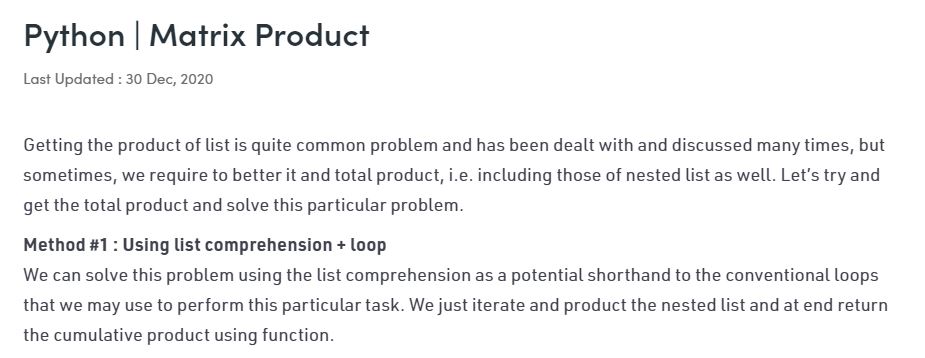 Python | Matrix Product
Last Updated : 30 Dec, 2020
Getting the product of list is quite common problem and has been dealt with and discussed many times, but
sometimes, we require to better it and total product, i.e. including those of nested list as well. Let’s try and
get the total product and solve this particular problem.
Method #1 : Using list comprehension + loop
We can solve this problem using the list comprehension as a potential shorthand to the conventional loops
that we may use to perform this particular task. We just iterate and product the nested list and at end return
the cumulative product using function.